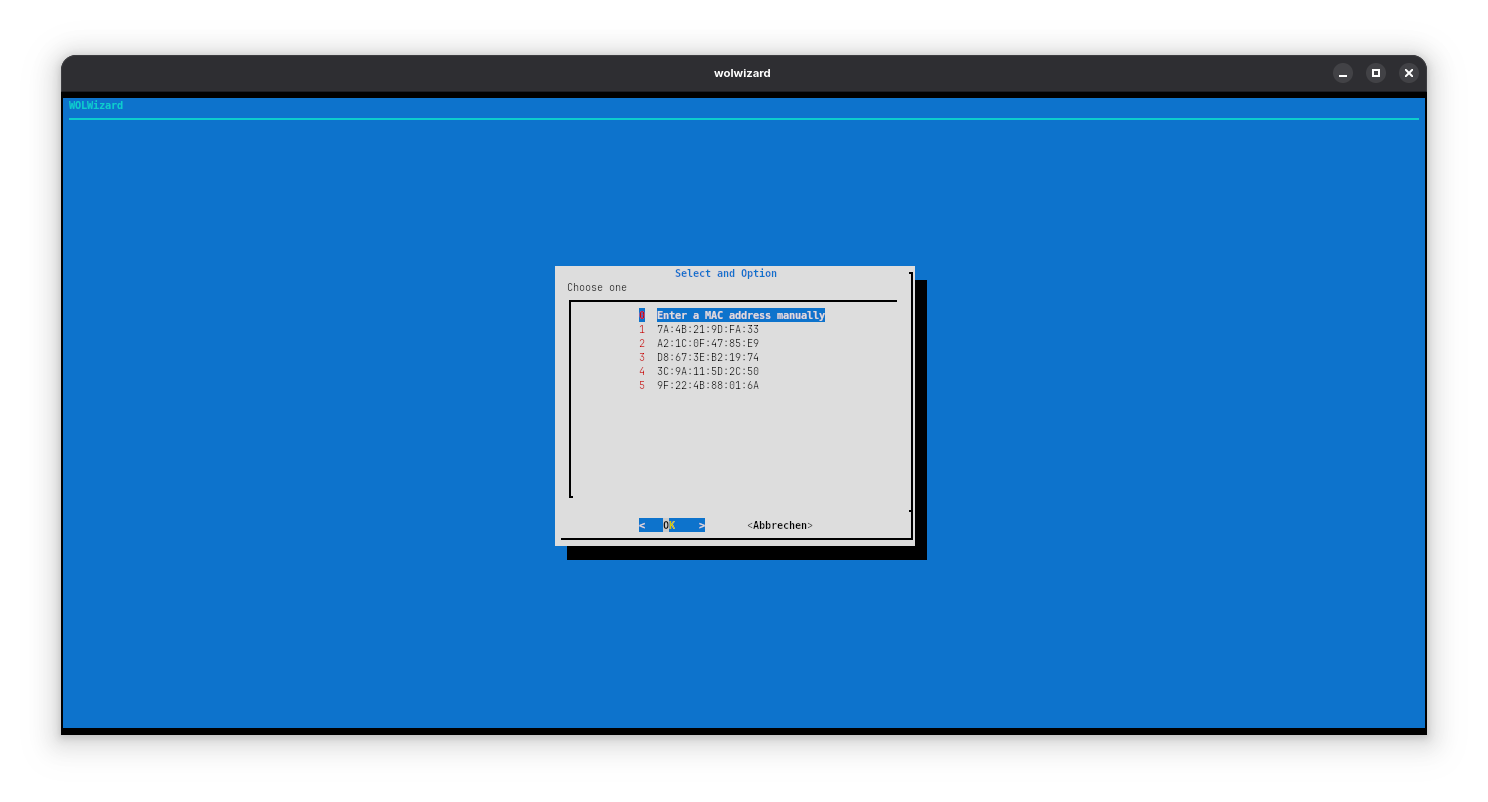 wolwizard
WOLWizard
Select and Option
Choose one
0 Enter a MAC address manually
1 7A:4B:21:9D:FA:33
2 A2:1C:0F:47:85:E9
3 D8:67:3E:B2:19:74
4 3C:9A:11:5D:2C:50
5 9F:22:4B:88:01:6A
< OK > <Abbrechen>